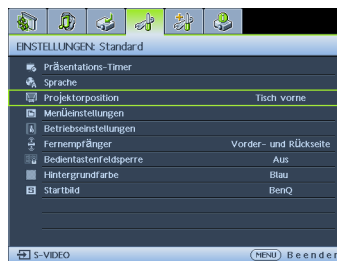 EINSTELLUNGEN: Standard
Präsentations-Timer
Sprache
Projektorposition Tisch vorne
Menüeinstellungen
Betriebseinstellungen
Fernempfänger Vorder- und Rückseite
Bedientastenfeldsperre Aus
Hintergrundfarbe Blau
Startbild BenQ
S-VIDEO MENU Beenden